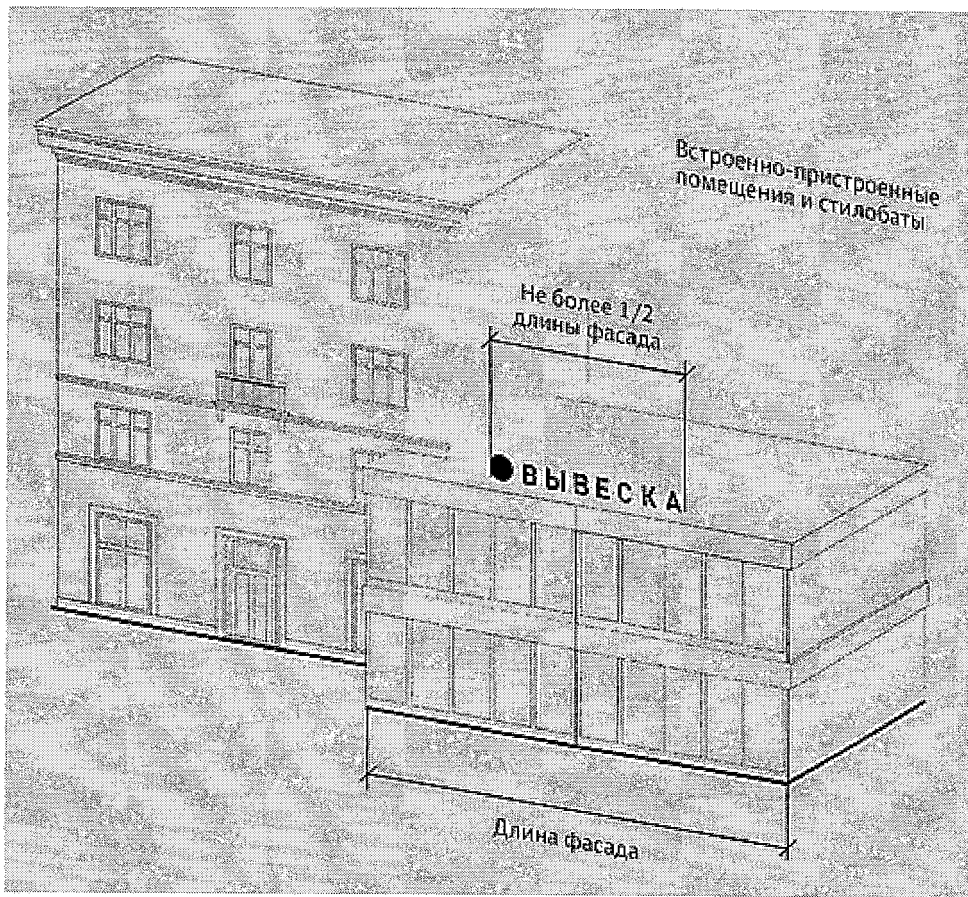 Встроенно-пристроенные
помещения и стилобаты
Не более 1/2
длины фасада
ВЫВЕСКА
Длина фасада